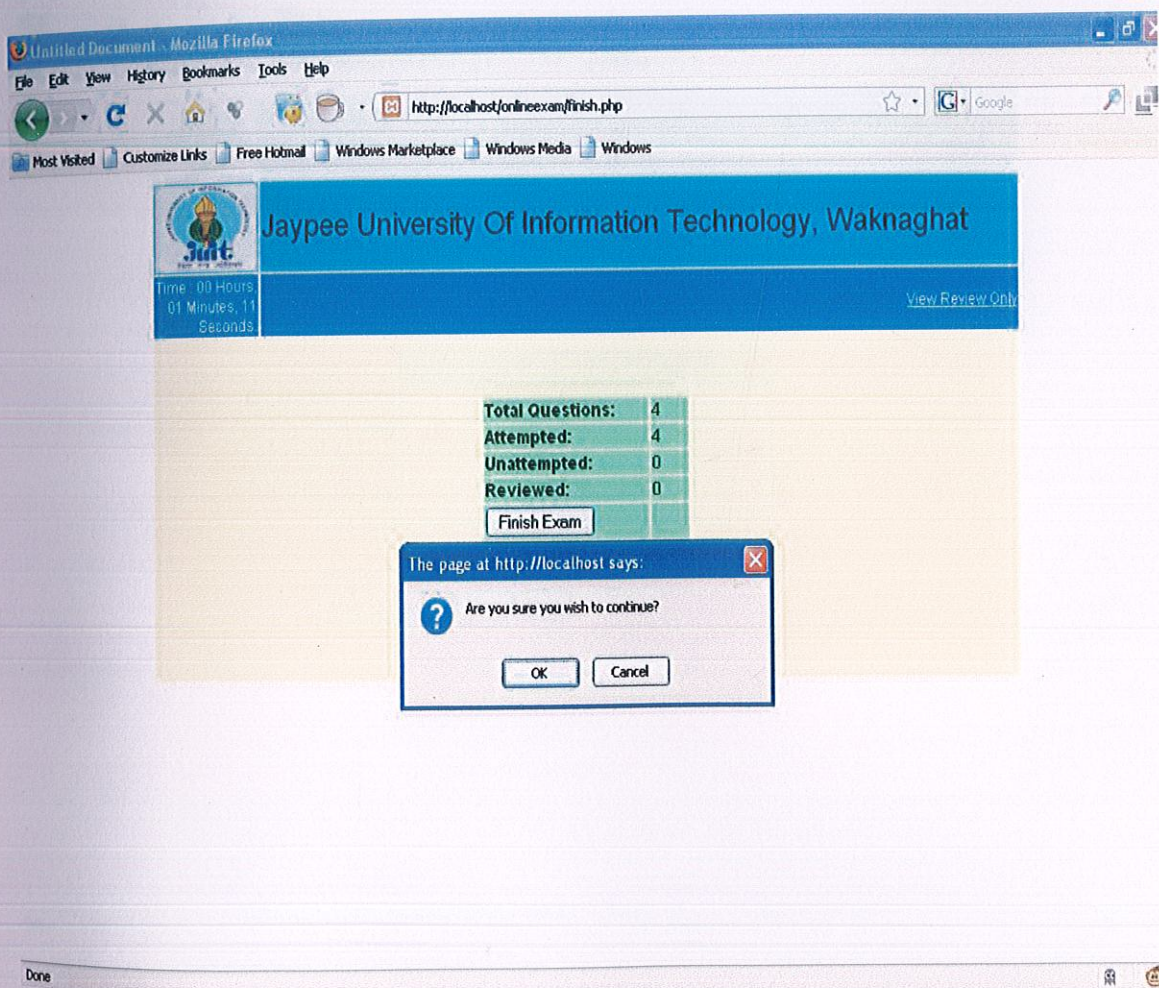 Untitled Document - Mozilla Firefox
File Edit View History Bookmarks Tools Help
http://localhost/onlineexam/finish.php
G Google
Most Visited Customize Links Free Hotmail Windows Marketplace Windows Media Windows
Jaypee University Of Information Technology, Waknaghat
Time : 00 Hours,
01 Minutes, 11
Seconds.
View Review Only
Total Questions: 4
Attempted: 4
Unattempted: 0
Reviewed: 0
Finish Exam
The page at http://localhost says:
Are you sure you wish to continue?
OK Cancel
Done